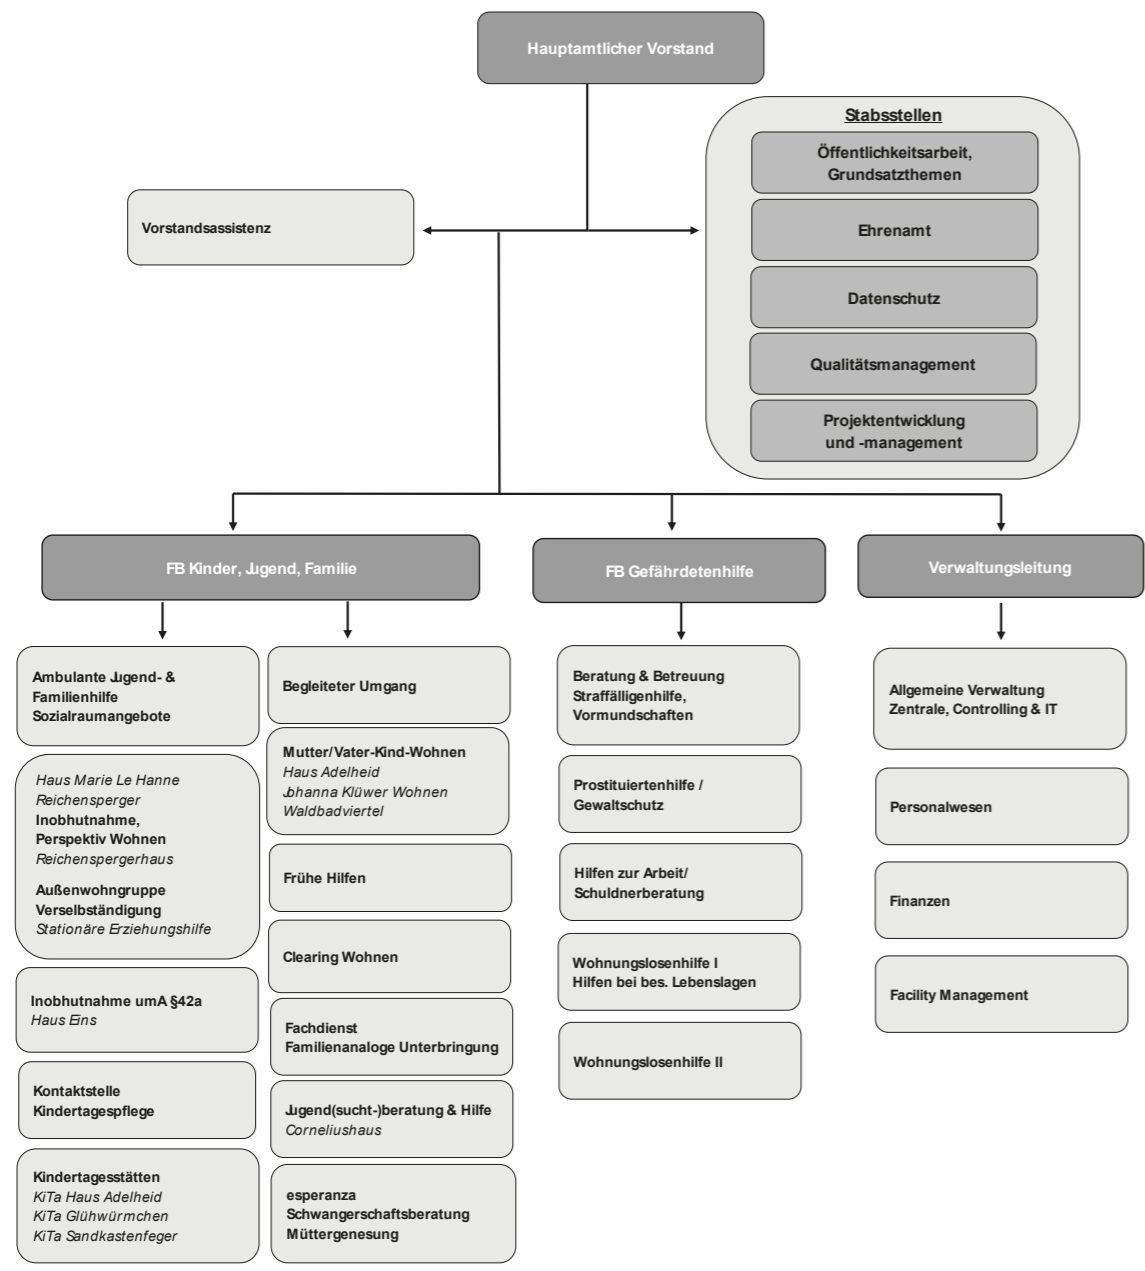 Hauptamtlicher Vorstand
Stabsstellen
Öffentlichkeitsarbeit,
Grundsatzthemen
Ehrenamt
Datenschutz
Qualitätsmanagement
Projektentwicklung
und -management
Vorstandsassistenz
FB Kinder, Jugend, Familie
Ambulante Jugend- &
Familienhilfe
Sozialraumangebote
Haus Marie Le Hanne
Reichensperger
Inobhutnahme,
Perspektiv Wohnen
Reichenspergerhaus
Außenwohngruppe
Verselbständigung
Stationäre Erziehungshilfe
Inobhutnahme umA §42a
Haus Eins
Kontaktstelle
Kindertagespflege
Kindertagesstätten
KiTa Haus Adelheid
KiTa Glühwürmchen
KiTa Sandkastenfeger
Begleiteter Umgang
Mutter/Vater-Kind-Wohnen
Haus Adelheid
Johanna Klüwer Wohnen
Waldbadviertel
Frühe Hilfen
Clearing Wohnen
Fachdienst
Familienanaloge Unterbringung
Jugend(sucht-)beratung & Hilfe
Corneliushaus
esperanza
Schwangerschaftsberatung
Müttergenesung
FB Gefährdetenhilfe
Beratung & Betreuung
Straffälligenhilfe,
Vormundschaften
Prostituiertenhilfe /
Gewaltschutz
Hilfen zur Arbeit/
Schuldnerberatung
Wohnungslosenhilfe I
Hilfen bei bes. Lebenslagen
Wohnungslosenhilfe II
Verwaltungsleitung
Allgemeine Verwaltung
Zentrale, Controlling & IT
Personalwesen
Finanzen
Facility Management